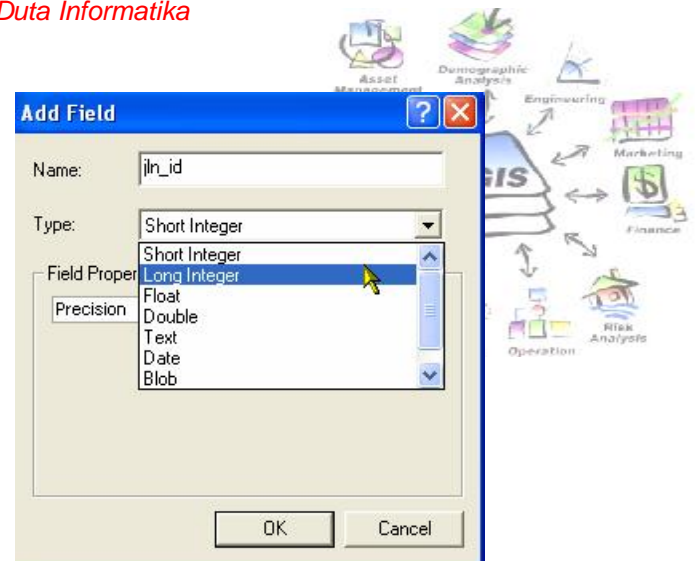 Duta Informatika
Asset
Management
Demographic
Analysis
Engineering
Marketing
GIS
Finance
Risk
Analysis
Operation
Add Field
Name: jln_id
Type: Short Integer
Short Integer
Long Integer
Float
Double
Text
Date
Blob
Field Proper
Precision
OK Cancel